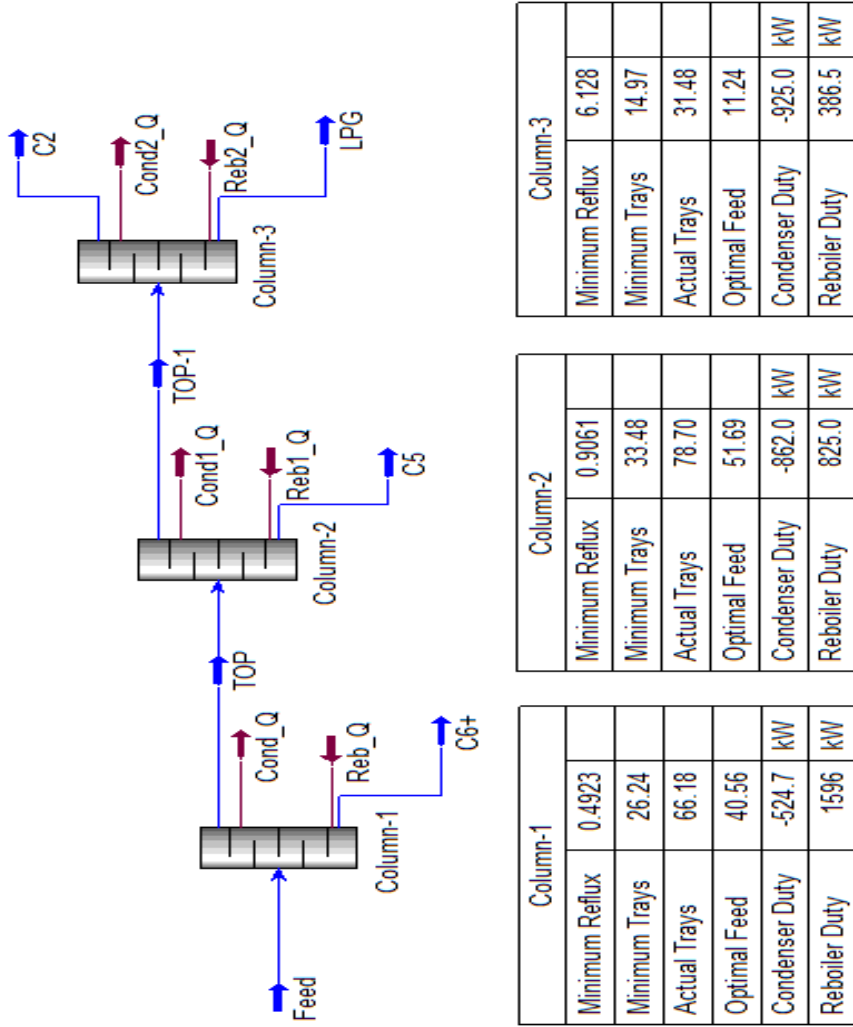 C2
Cond2_Q
Reb2_Q
LPG
Column-3
TOP-1
Cond1_Q
Reb1_Q
C5
Column-2
TOP
Cond_Q
Reb_Q
C6+
Column-1
Feed
Column-1
Minimum Reflux 0.4923
Minimum Trays 26.24
Actual Trays 66.18
Optimal Feed 40.56
Condenser Duty -524.7 kW
Reboiler Duty 1596 kW
Column-2
Minimum Reflux 0.9061
Minimum Trays 33.48
Actual Trays 78.70
Optimal Feed 51.69
Condenser Duty -862.0 kW
Reboiler Duty 825.0 kW
Column-3
Minimum Reflux 6.128
Minimum Trays 14.97
Actual Trays 31.48
Optimal Feed 11.24
Condenser Duty -925.0 kW
Reboiler Duty 386.5 kW